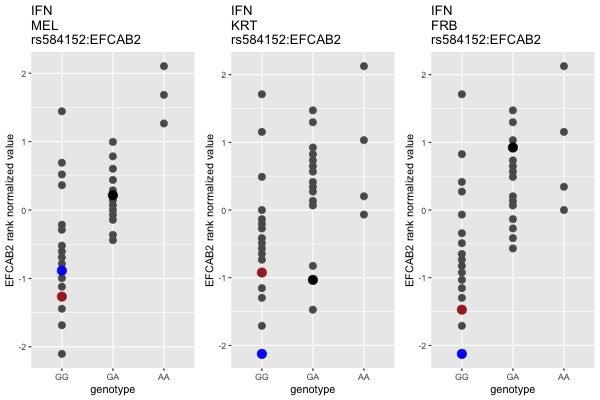 IFN
MEL
rs584152:EFCAB2
EFCAB2 rank normalized value
2
1
0
-1
-2
GG
GA
AA
genotype
IFN
KRT
rs584152:EFCAB2
EFCAB2 rank normalized value
2
1
0
-1
-2
GG
GA
AA
genotype
IFN
FRB
rs584152:EFCAB2
EFCAB2 rank normalized value
2
1
0
-1
-2
GG
GA
AA
genotype